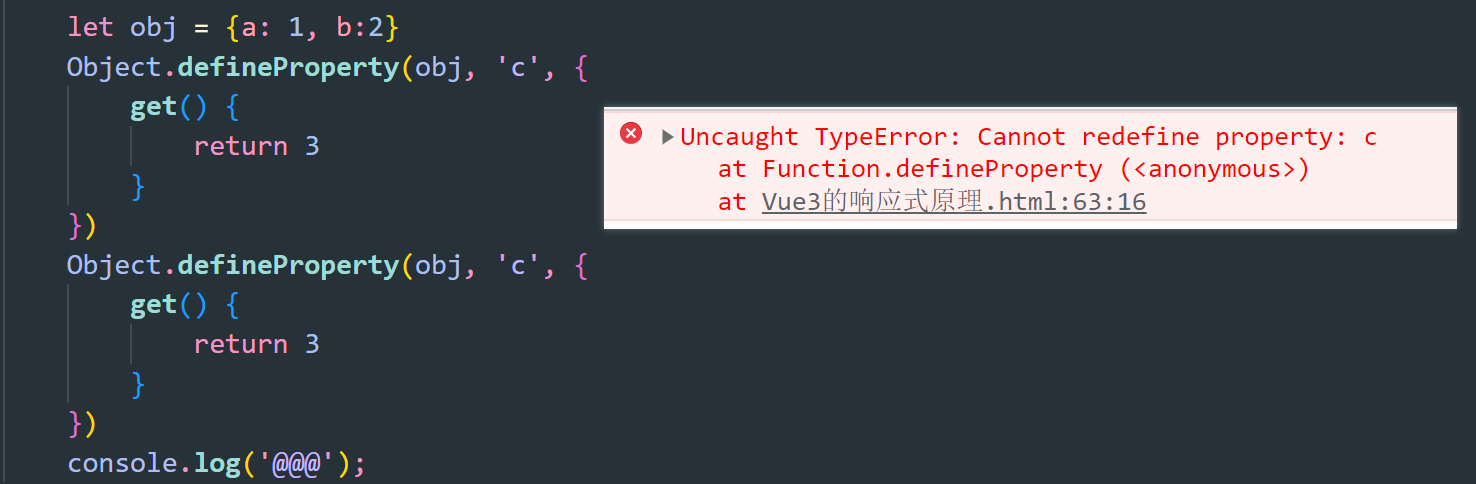 let obj = {a: 1, b:2}
Object.defineProperty(obj, 'c', {
get() {
return 3
}
})
Object.defineProperty(obj, 'c', {
get() {
return 3
}
})
console.log('@@@');
Uncaught TypeError: Cannot redefine property: c
at Function.defineProperty (<anonymous>)
at Vue3的响应式原理.html:63:16